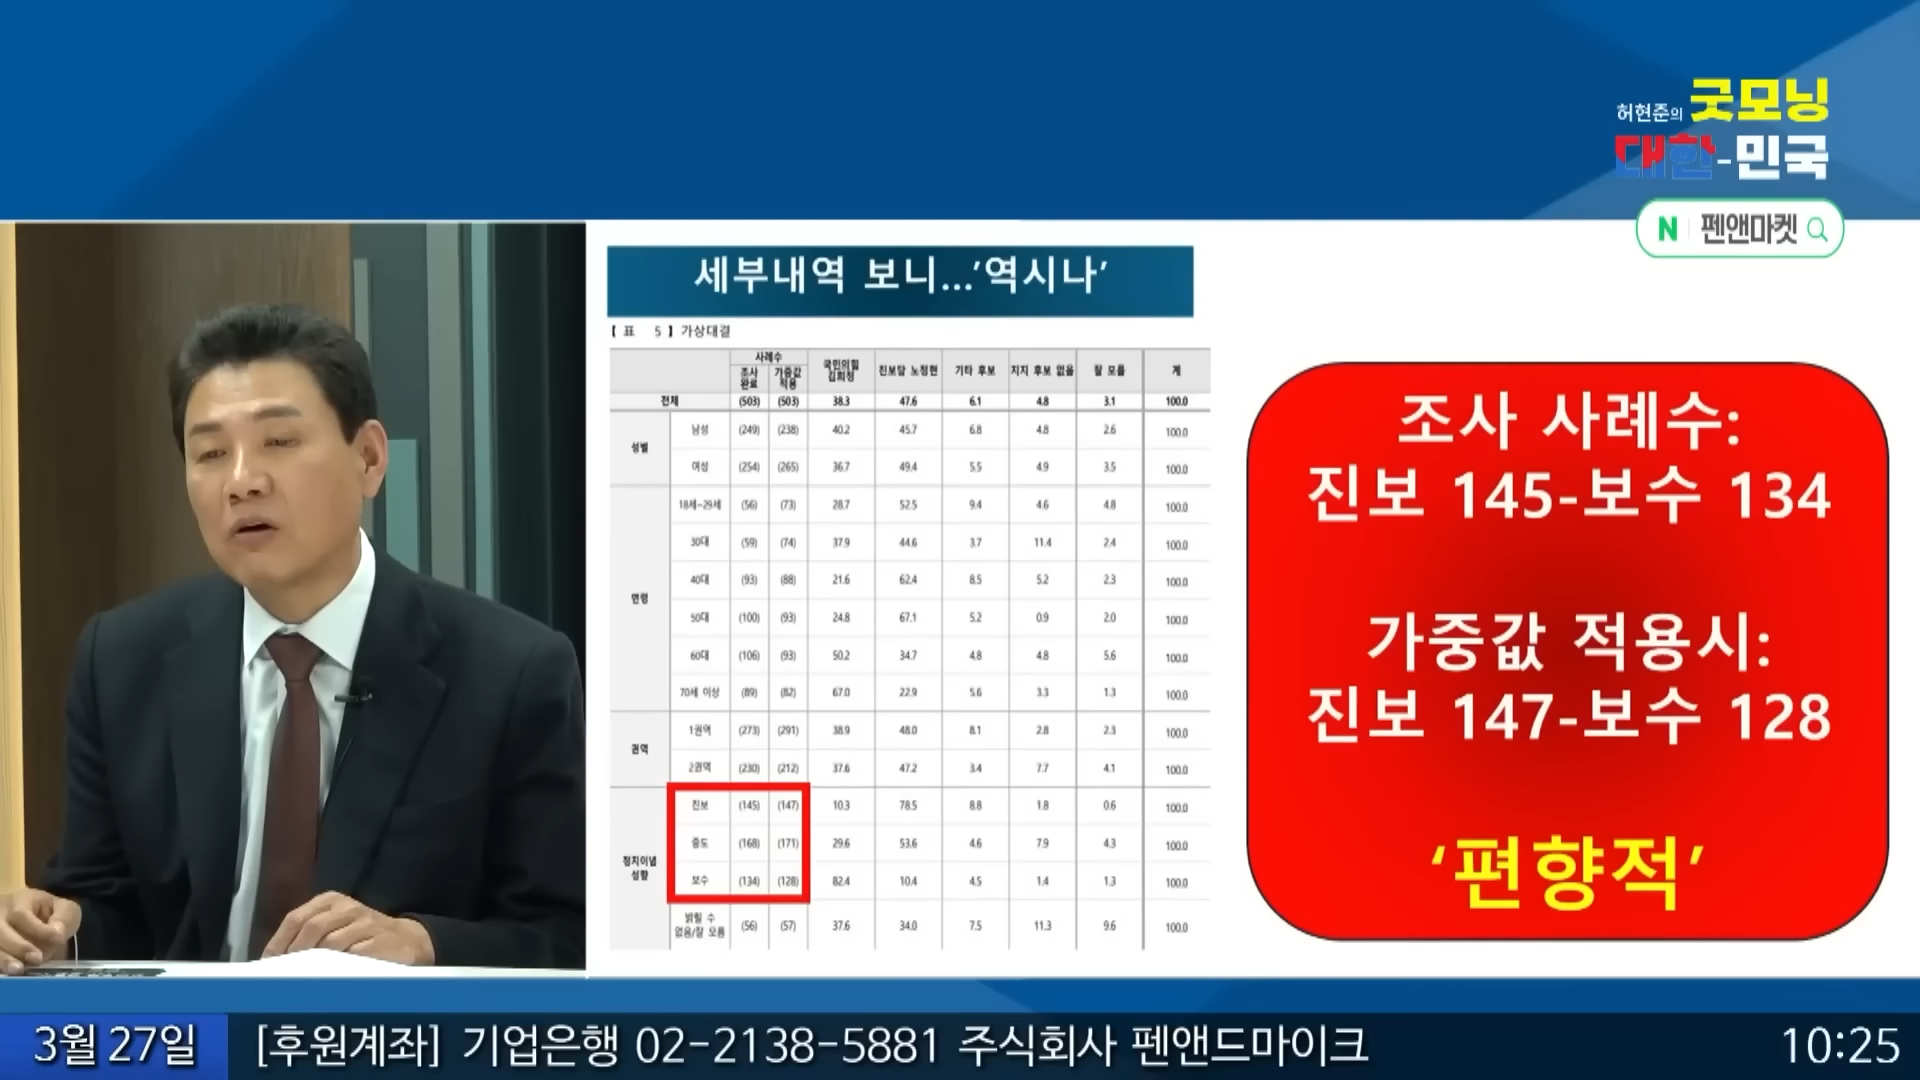 허현준의 굿모닝
대한-민국
N 펜앤마켓
세부내역 보니...'역시나'
【 표 5 】 가상대결
사례수
조사 완료 가중값 적용 국민의힘 김희정 진보당 노정현 기타 후보 지지 후보 없음 잘 모름 계
전체 (503) (503) 38.3 47.6 6.1 4.8 3.1 100.0
성별
남성 (249) (238) 40.2 45.7 6.8 4.8 2.6 100.0
여성 (254) (265) 36.7 49.4 5.5 4.9 3.5 100.0
연령
18세-29세 (56) (73) 28.7 52.5 9.4 4.6 4.8 100.0
30대 (59) (74) 37.9 44.6 3.7 11.4 2.4 100.0
40대 (93) (88) 21.6 62.4 8.5 5.2 2.3 100.0
50대 (100) (93) 24.8 67.1 5.2 0.9 2.0 100.0
60대 (106) (93) 50.2 34.7 4.8 4.8 5.6 100.0
70세 이상 (89) (82) 67.0 22.9 5.6 3.3 1.3 100.0
권역
1권역 (273) (291) 38.9 48.0 8.1 2.8 2.3 100.0
2권역 (230) (212) 37.6 47.2 3.4 7.7 4.1 100.0
정치이념 성향
진보 (145) (147) 10.3 78.5 8.8 1.8 0.6 100.0
중도 (168) (171) 29.6 53.6 4.6 7.9 4.3 100.0
보수 (134) (128) 82.4 10.4 4.5 1.4 1.3 100.0
밝힐 수 없음/잘 모름 (56) (57) 37.6 34.0 7.5 11.3 9.6 100.0
조사 사례수:
진보 145-보수 134
가중값 적용시:
진보 147-보수 128
'편향적'
3월 27일 [후원계좌] 기업은행 02-2138-5881 주식회사 펜앤드마이크 10:25